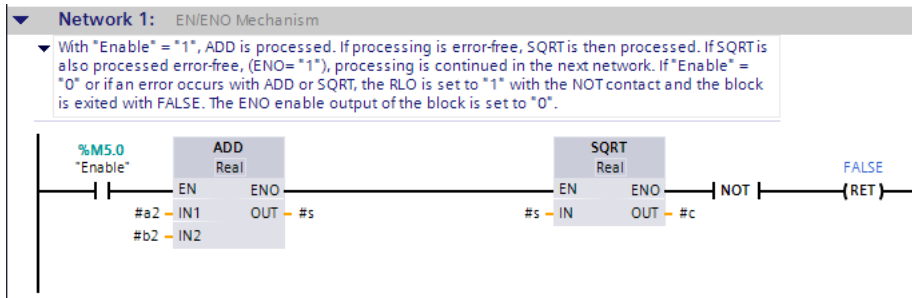 Network 1: EN/ENO Mechanism
With "Enable" = "1", ADD is processed. If processing is error-free, SQRT is then processed. If SQRT is
also processed error-free, (ENO= "1"), processing is continued in the next network. If "Enable" =
"0" or if an error occurs with ADD or SQRT, the RLO is set to "1" with the NOT contact and the block
is exited with FALSE. The ENO enable output of the block is set to "0".
%M5.0 ADD SQRT
"Enable" Real Real FALSE
EN ENO EN ENO NOT RET
#a2 IN1 OUT #s #s IN OUT #c
#b2 IN2